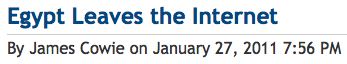 Egypt Leaves the Internet
By James Cowie on January 27, 2011 7:56 PM